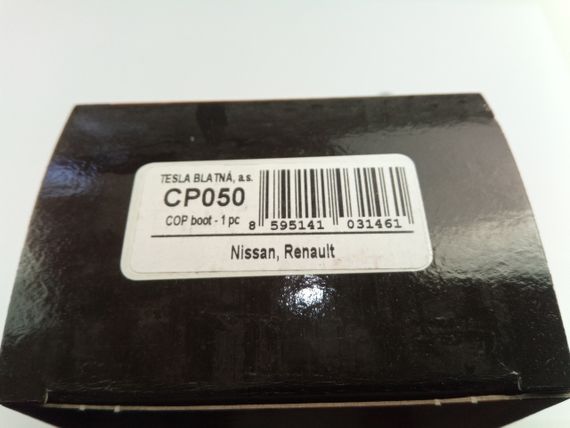 TESLA BLATNÁ, a.s.
CP050
COP boot - 1 pc
8 595141 031461
Nissan, Renault